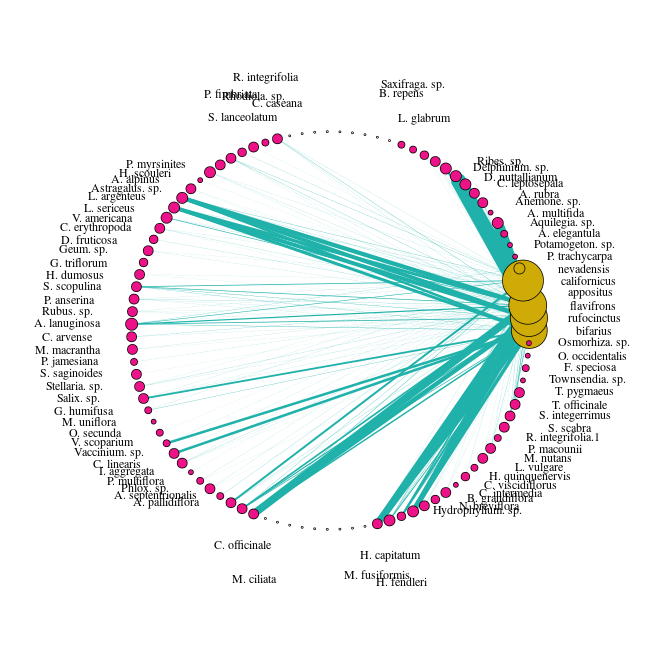 R. integrifolia
Saxifraga. sp.
P. fimbriata
Rhodiola. sp.
B. repens
C. caseana
S. lanceolatum
L. glabrum
P. myrsinites
H. scouleri
A. alpinus
Astragalus. sp.
L. argenteus
L. sericeus
V. americana
C. erythropoda
D. fruticosa
Geum. sp.
G. triflorum
H. dumosus
S. scopulina
P. anserina
Rubus. sp.
A. lanuginosa
C. arvense
M. macrantha
P. jamesiana
S. saginoides
Stellaria. sp.
Salix. sp.
G. humifusa
M. uniflora
O. secunda
V. scoparium
Vaccinium. sp.
C. linearis
I. aggregata
P. multiflora
Phlox. sp.
A. septentrionalis
A. pallidiflora
C. officinale
M. ciliata
Ribes. sp.
Delphinium. sp.
D. nuttallianum
C. leptosepala
A. rubra
Anemone. sp.
A. multifida
Aquilegia. sp.
A. elegantula
Potamogeton. sp.
P. trachycarpa
nevadensis
californicus
appositus
flavifrons
rufocinctus
bifarius
Osmorhiza. sp.
O. occidentalis
F. speciosa
Townsendia. sp.
T. pygmaeus
T. officinale
S. integerrimus
S. scabra
R. integrifolia.1
P. macounii
M. nutans
L. vulgare
H. quinquenervis
C. viscidiflorus
C. intermedia
B. grandiflora
N. breviflora
Hydrophyllum. sp.
H. capitatum
M. fusiformis
H. fendleri